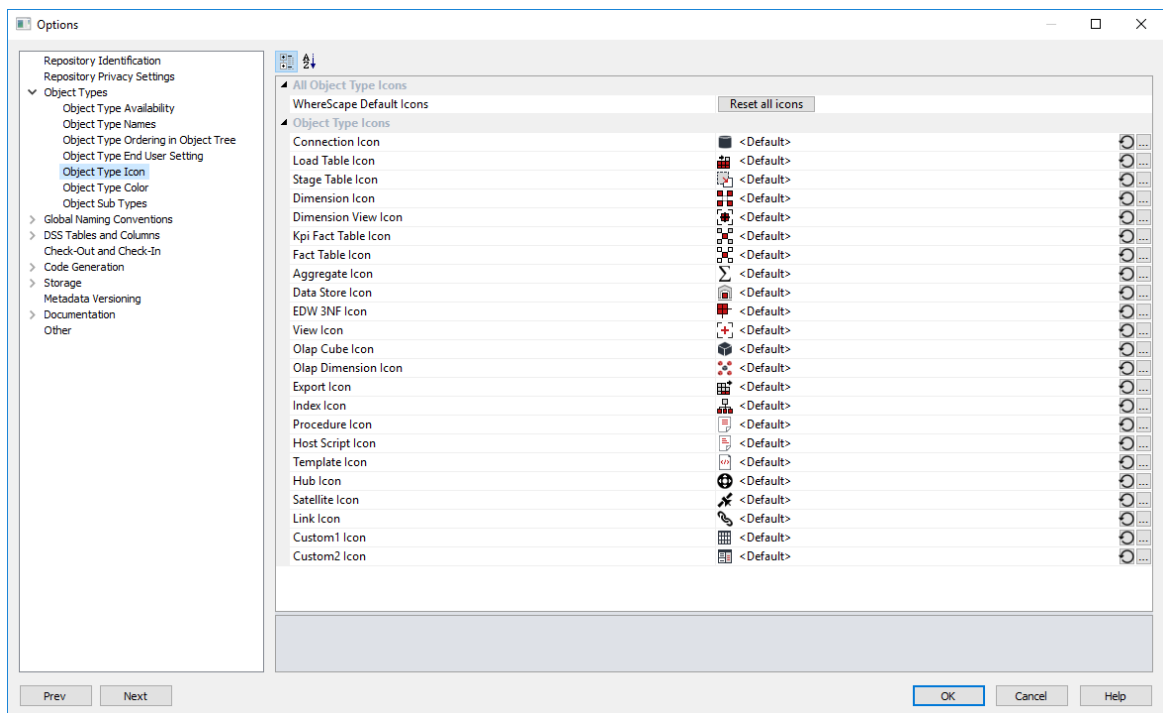 Options
Repository Identification
Repository Privacy Settings
Object Types
Object Type Availability
Object Type Names
Object Type Ordering in Object Tree
Object Type End User Setting
Object Type Icon
Object Type Color
Object Sub Types
Global Naming Conventions
DSS Tables and Columns
Check-Out and Check-In
Code Generation
Storage
Metadata Versioning
Documentation
Other
All Object Type Icons
WhereScape Default Icons Reset all icons
Object Type Icons
Connection Icon <Default> ...
Load Table Icon <Default> ...
Stage Table Icon <Default> ...
Dimension Icon <Default> ...
Dimension View Icon <Default> ...
Kpi Fact Table Icon <Default> ...
Fact Table Icon <Default> ...
Aggregate Icon <Default> ...
Data Store Icon <Default> ...
EDW 3NF Icon <Default> ...
View Icon <Default> ...
Olap Cube Icon <Default> ...
Olap Dimension Icon <Default> ...
Export Icon <Default> ...
Index Icon <Default> ...
Procedure Icon <Default> ...
Host Script Icon <Default> ...
Template Icon <Default> ...
Hub Icon <Default> ...
Satellite Icon <Default> ...
Link Icon <Default> ...
Custom1 Icon <Default> ...
Custom2 Icon <Default> ...
Prev Next OK Cancel Help